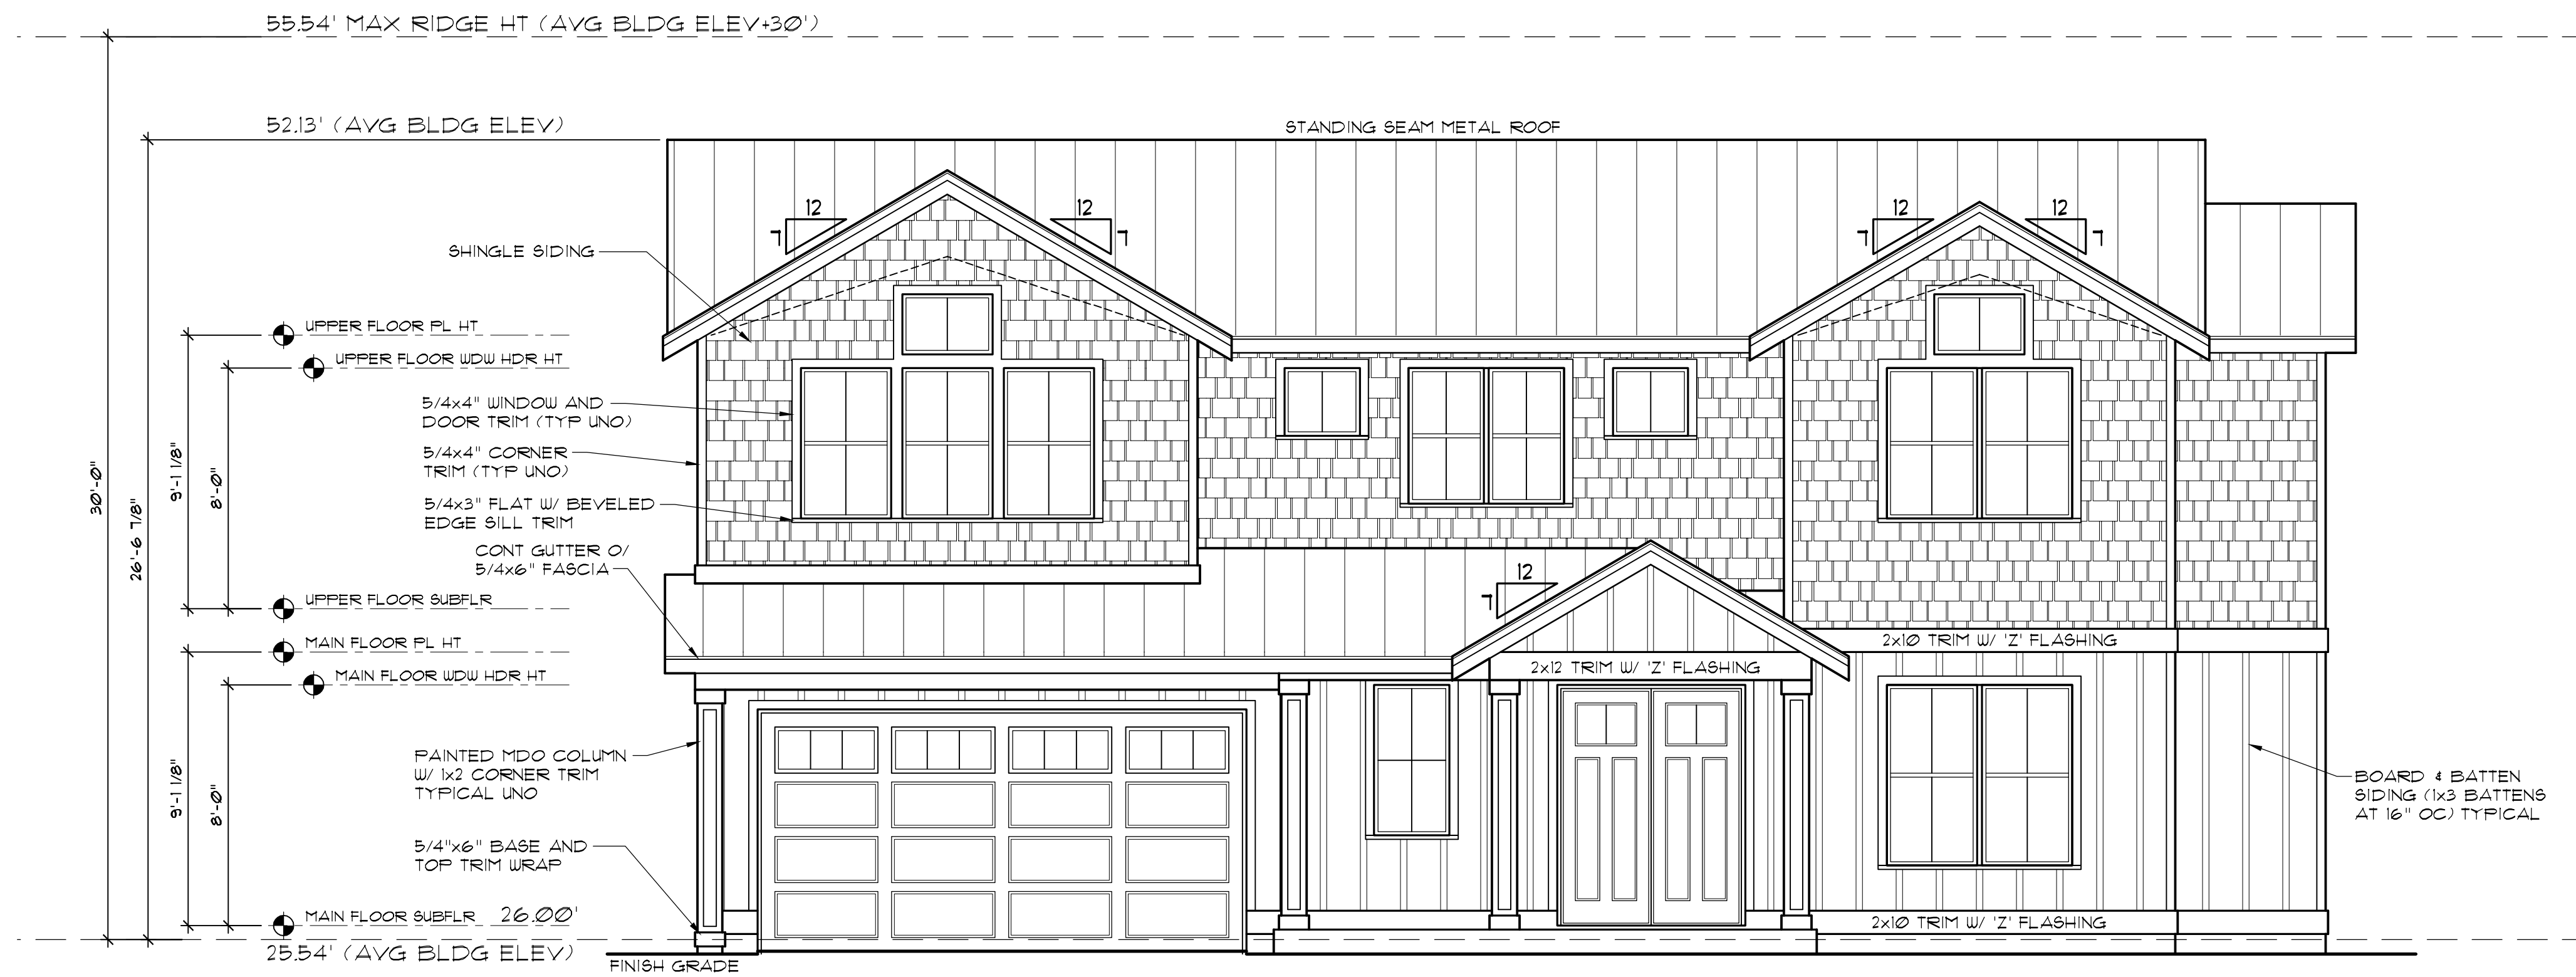 55.54' MAX RIDGE HT (AVG BLDG ELEV+30')
52.13' (AVG BLDG ELEV)
STANDING SEAM METAL ROOF
12
7
12
7
12
7
12
7
SHINGLE SIDING
UPPER FLOOR PL HT
UPPER FLOOR WDW HDR HT
5/4x4" WINDOW AND
DOOR TRIM (TYP UNO)
5/4x4" CORNER
TRIM (TYP UNO)
5/4x3" FLAT W/ BEVELED
EDGE SILL TRIM
CONT GUTTER O/
5/4x6" FASCIA
30'-0"
26'-6 7/8"
9'-1 1/8"
8'-0"
UPPER FLOOR SUBFLR
12
7
MAIN FLOOR PL HT
MAIN FLOOR WDW HDR HT
2x10 TRIM W/ 'Z' FLASHING
2x12 TRIM W/ 'Z' FLASHING
9'-1 1/8"
8'-0"
PAINTED MDO COLUMN
W/ 1x2 CORNER TRIM
TYPICAL UNO
5/4"x6" BASE AND
TOP TRIM WRAP
BOARD & BATTEN
SIDING (1x3 BATTENS
AT 16" OC) TYPICAL
MAIN FLOOR SUBFLR 26.00'
2x10 TRIM W/ 'Z' FLASHING
25.54' (AVG BLDG ELEV)
FINISH GRADE